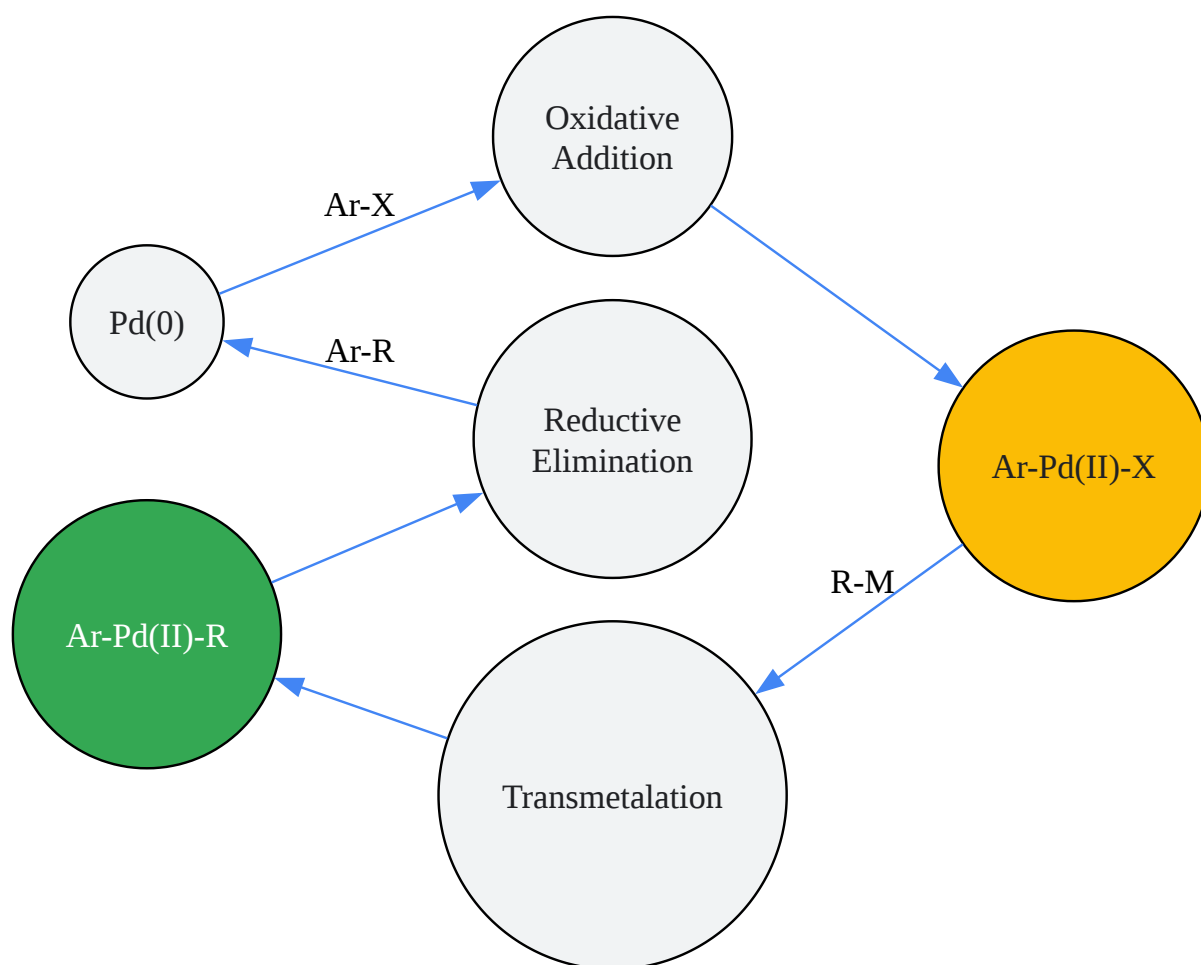 Oxidative
Addition
Ar-X
Pd(0)
Ar-R
Reductive
Elimination
Ar-Pd(II)-X
R-M
Ar-Pd(II)-R
Transmetalation